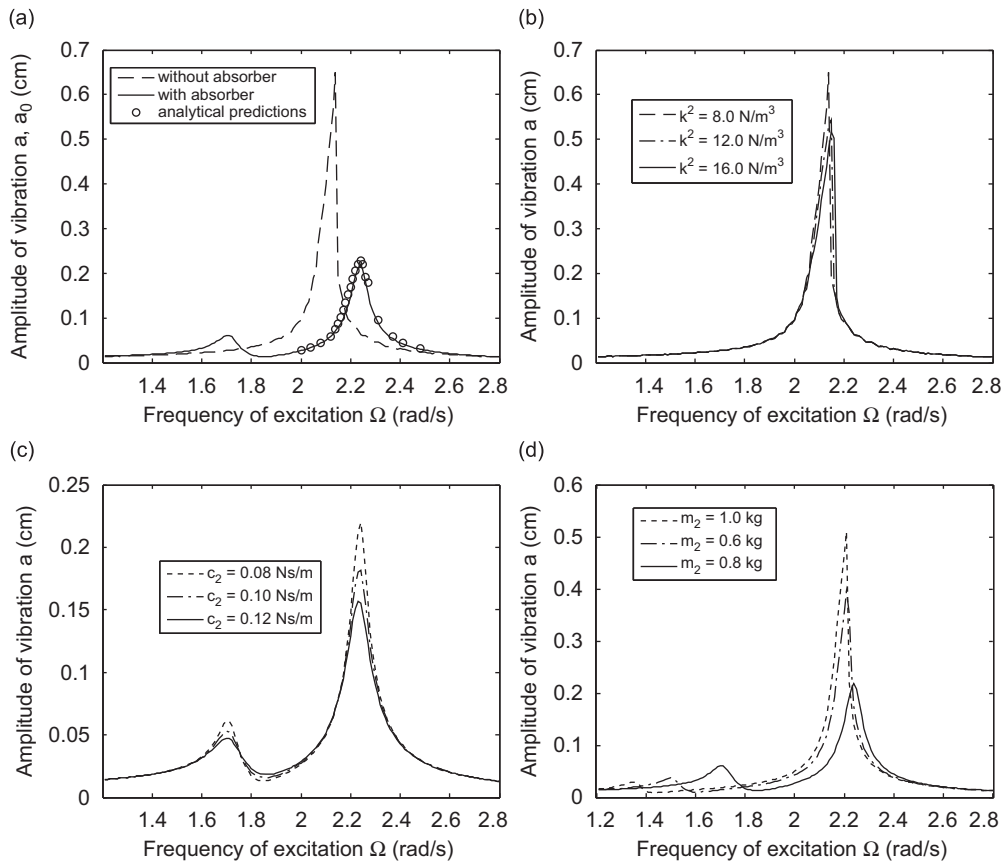 (a)
0.7
0.6
0.5
0.4
0.3
0.2
0.1
0
Amplitude of vibration a, a₀ (cm)
without absorber
with absorber
analytical predictions
1.4 1.6 1.8 2 2.2 2.4 2.6 2.8
Frequency of excitation Ω (rad/s)
(b)
0.7
0.6
0.5
0.4
0.3
0.2
0.1
0
Amplitude of vibration a (cm)
k² = 8.0 N/m³
k² = 12.0 N/m³
k² = 16.0 N/m³
1.4 1.6 1.8 2 2.2 2.4 2.6 2.8
Frequency of excitation Ω (rad/s)
(c)
0.25
0.2
0.15
0.1
0.05
0
Amplitude of vibration a (cm)
c₂ = 0.08 Ns/m
c₂ = 0.10 Ns/m
c₂ = 0.12 Ns/m
1.4 1.6 1.8 2 2.2 2.4 2.6 2.8
Frequency of excitation Ω (rad/s)
(d)
0.6
0.5
0.4
0.3
0.2
0.1
0
Amplitude of vibration a (cm)
m₂ = 1.0 kg
m₂ = 0.6 kg
m₂ = 0.8 kg
1.2 1.4 1.6 1.8 2 2.2 2.4 2.6 2.8
Frequency of excitation Ω (rad/s)